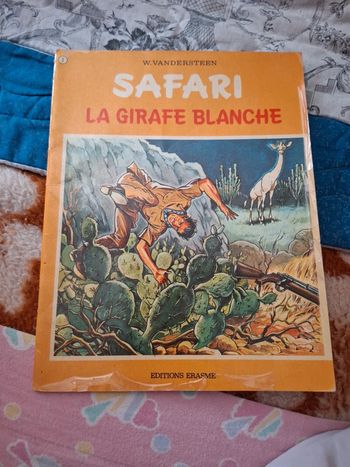 W. VANDERSTEEN
SAFARI
LA GIRAFE BLANCHE
EDITIONS ERASME